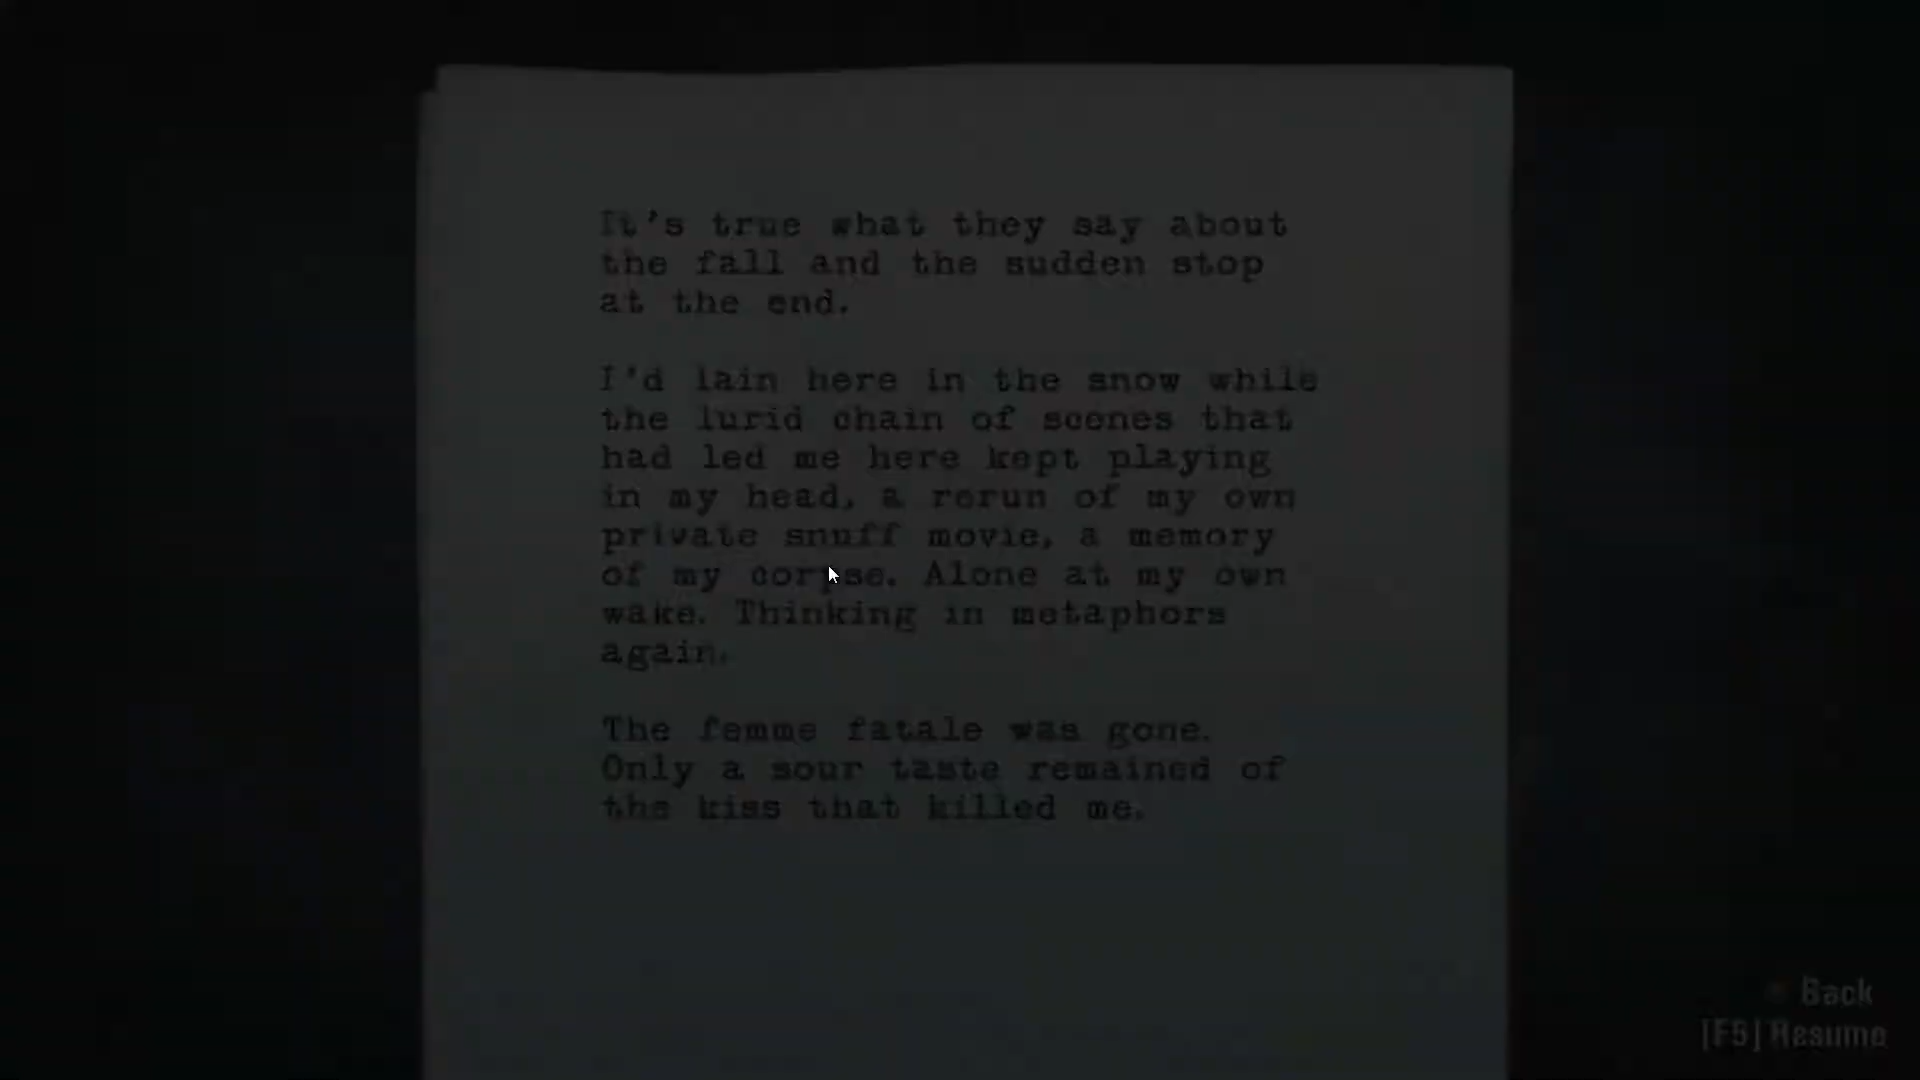 It's true what they say about
the fall and the sudden stop
at the end.
I'd lain here in the snow while
the lurid chain of scenes that
had led me here kept playing
in my head, a rerun of my own
private snuff movie, a memory
of my corpse. Alone at my own
wake. Thinking in metaphors
again.
The femme fatale was gone.
Only a sour taste remained of
the kiss that killed me.
Back
[F5] Resume